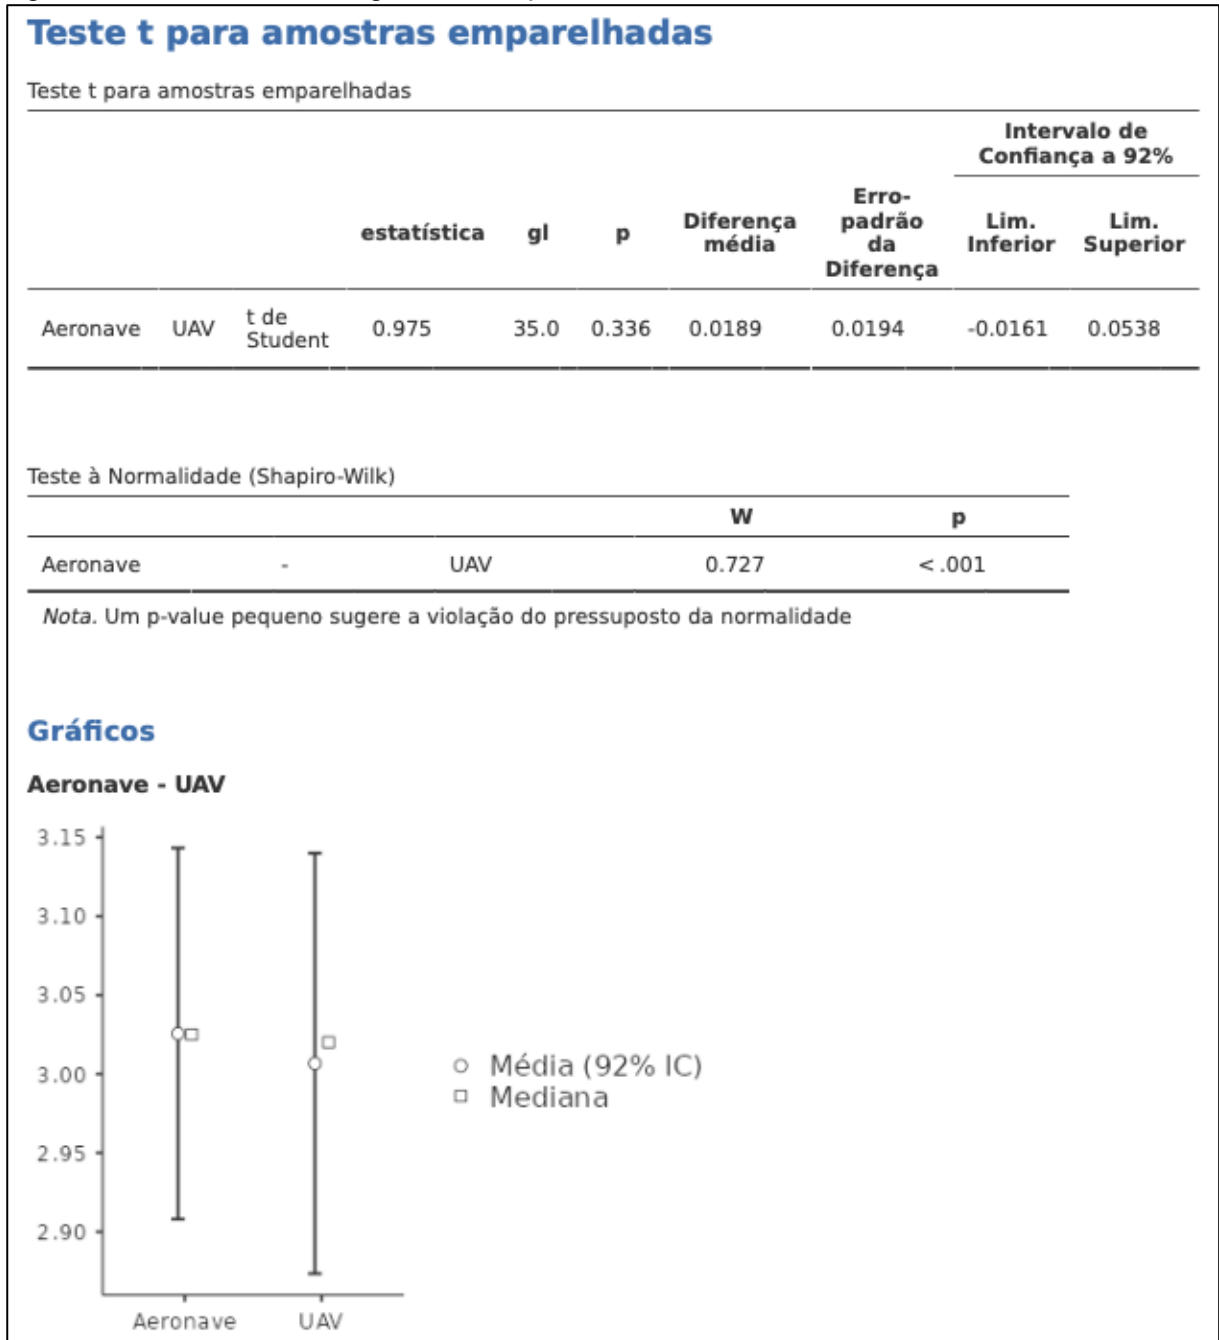 Teste t para amostras emparelhadas
Teste t para amostras emparelhadas
Intervalo de
Confiança a 92%
estatística gl p Diferença média Erro-padrão da Diferença Lim. Inferior Lim. Superior
Aeronave UAV t de Student 0.975 35.0 0.336 0.0189 0.0194 -0.0161 0.0538
Teste à Normalidade (Shapiro-Wilk)
W p
Aeronave - UAV 0.727 < .001
Nota. Um p-value pequeno sugere a violação do pressuposto da normalidade
Gráficos
Aeronave - UAV
3.15
3.10
3.05
3.00
2.95
2.90
Média (92% IC)
Mediana
Aeronave UAV